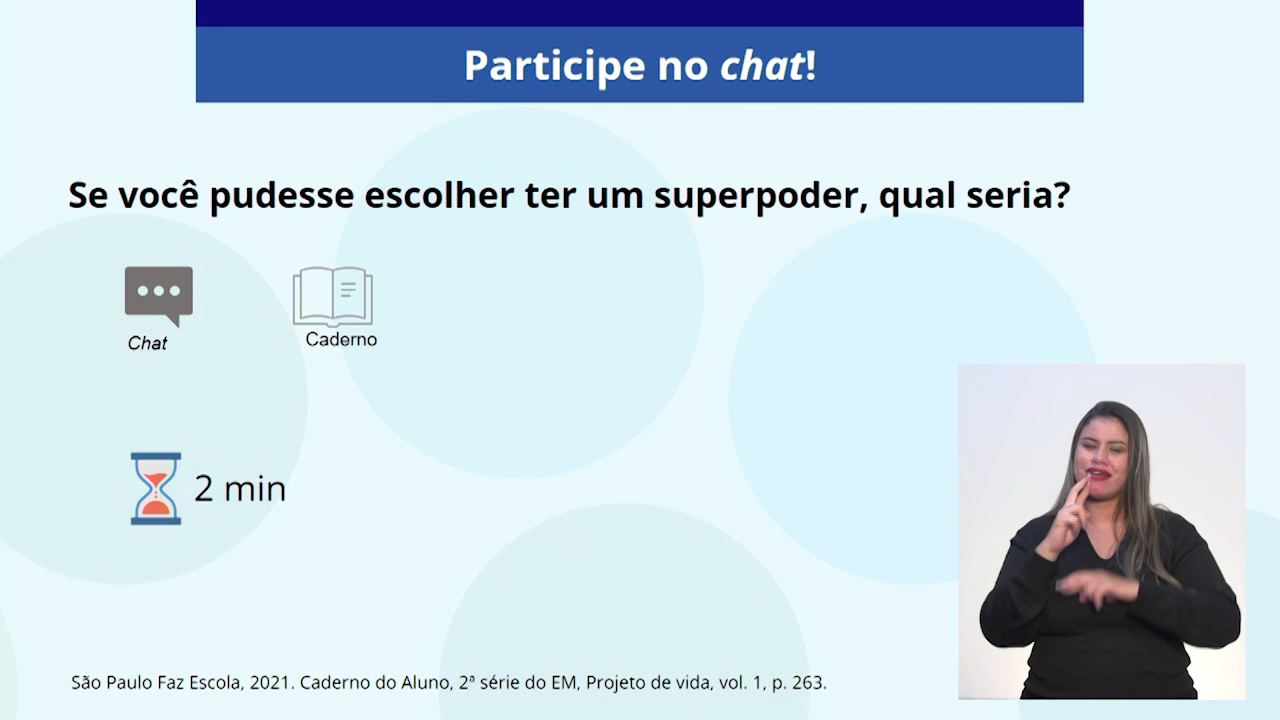 Participe no chat!
Se você pudesse escolher ter um superpoder, qual seria?
Chat
Caderno
2 min
São Paulo Faz Escola, 2021. Caderno do Aluno, 2ª série do EM, Projeto de vida, vol. 1, p. 263.